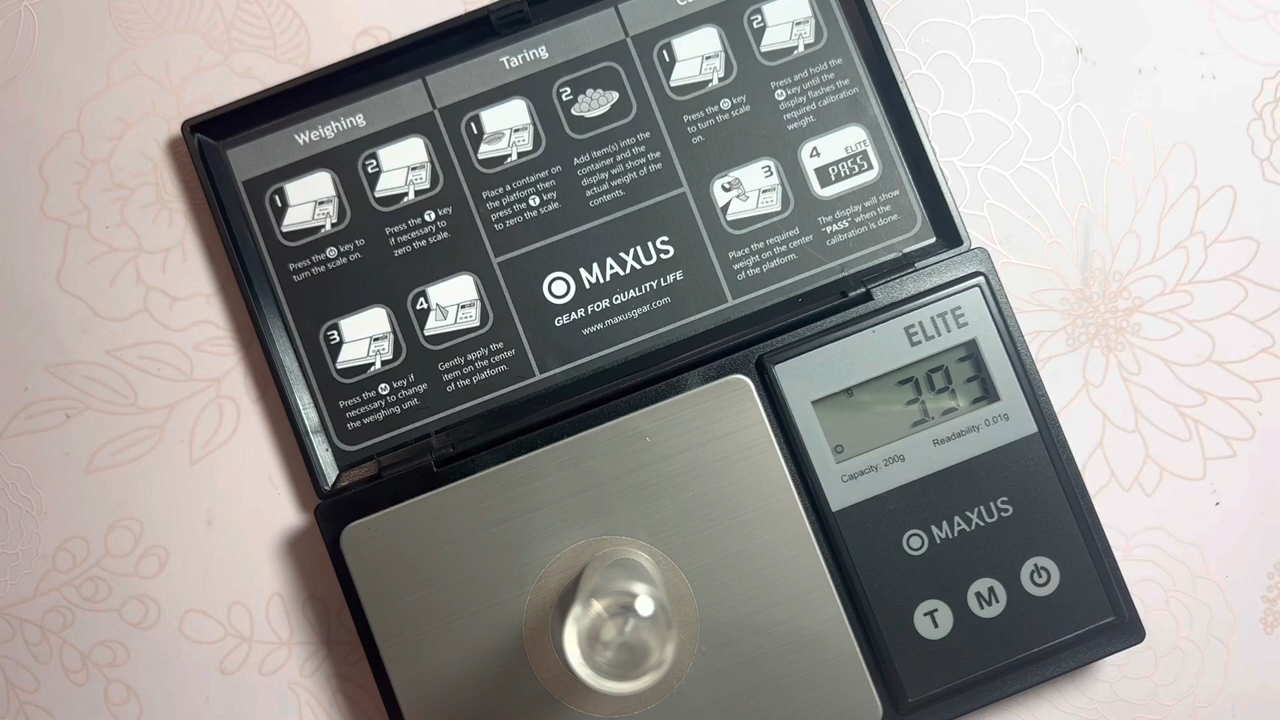 Weighing
1
Press the key to
turn the scale on.
2
Press the T key
if necessary to
zero the scale.
3
Press the M key if
necessary to change
the weighing unit.
4
Gently apply the
item on the center
of the platform.
Taring
1
Place a container on
the platform then
press the T key
to zero the scale.
2
Add item(s) into the
container and the
display will show the
actual weight of the
contents.
MAXUS
GEAR FOR QUALITY LIFE
www.maxusgear.com
1
Press the key
to turn the scale
on.
2
Press and hold the
M key until the
display flashes the
required calibration
weight.
3
Place the required
weight on the center
of the platform.
4
ELITE
PASS
The display will show
"PASS" when the
calibration is done.
ELITE
g
3.93
Capacity: 200g
Readability: 0.01g
MAXUS
T M